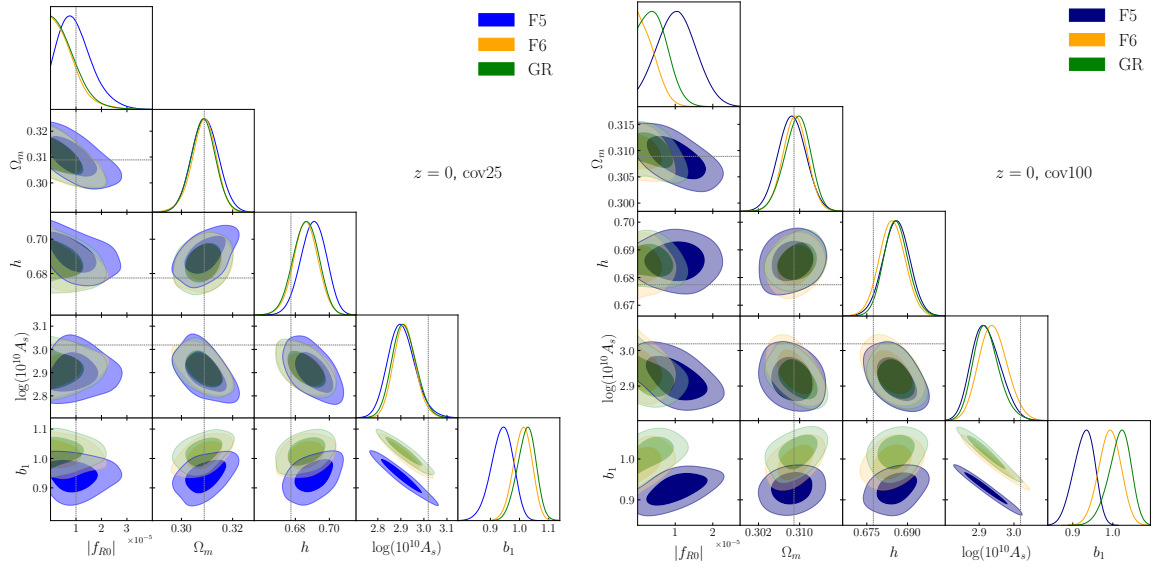 F5
F6
GR
z = 0, cov25
0.32
0.31
0.30
Ω_m
0.70
0.68
h
3.1
3.0
2.9
2.8
log(10^{10}A_s)
1.1
1.0
0.9
b_1
1 3
×10^{-5}
0.30 0.32
0.68 0.70
2.8 2.9 3.0 3.1
0.9 1.0 1.1
|f_{R0}|
Ω_m
h
log(10^{10}A_s)
b_1
F5
F6
GR
z = 0, cov100
0.315
0.310
0.305
0.300
Ω_m
0.70
0.69
0.68
0.67
h
3.0
2.9
log(10^{10}A_s)
1.0
0.9
b_1
1 2
×10^{-5}
0.302 0.310
0.675 0.690
2.9 3.0
0.9 1.0
|f_{R0}|
Ω_m
h
log(10^{10}A_s)
b_1